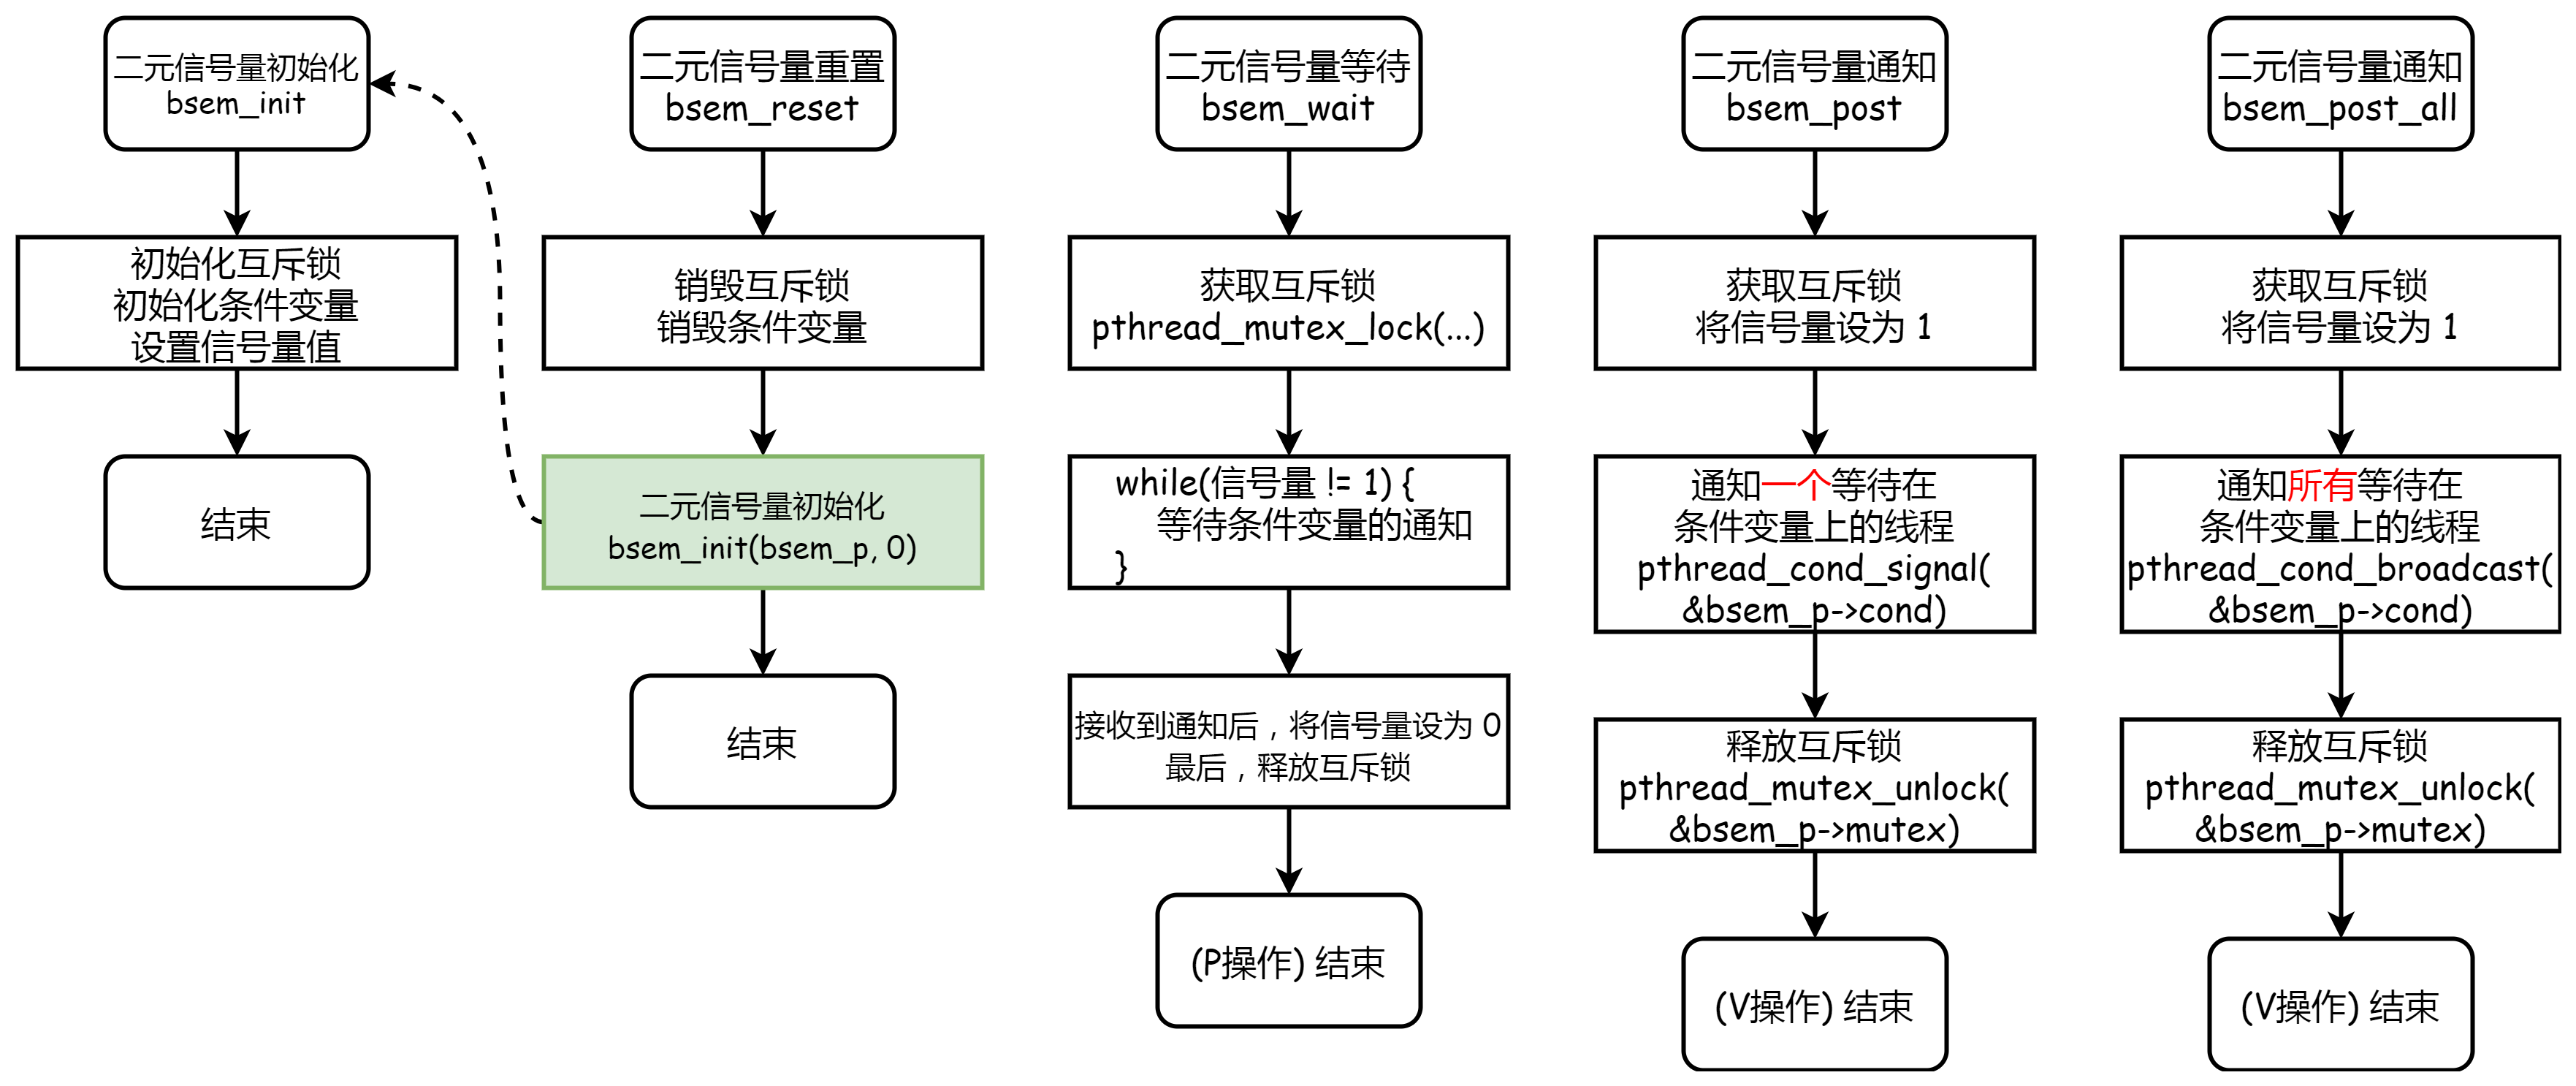 二元信号量初始化
bsem_init
初始化互斥锁
初始化条件变量
设置信号量值
结束
二元信号量重置
bsem_reset
销毁互斥锁
销毁条件变量
二元信号量初始化
bsem_init(bsem_p, 0)
结束
二元信号量等待
bsem_wait
获取互斥锁
pthread_mutex_lock(...)
while(信号量 != 1) {
等待条件变量的通知
}
接收到通知后，将信号量设为 0
最后，释放互斥锁
(P操作) 结束
二元信号量通知
bsem_post
获取互斥锁
将信号量设为 1
通知一个等待在
条件变量上的线程
pthread_cond_signal(
&bsem_p->cond)
释放互斥锁
pthread_mutex_unlock(
&bsem_p->mutex)
(V操作) 结束
二元信号量通知
bsem_post_all
获取互斥锁
将信号量设为 1
通知所有等待在
条件变量上的线程
pthread_cond_broadcast(
&bsem_p->cond)
释放互斥锁
pthread_mutex_unlock(
&bsem_p->mutex)
(V操作) 结束